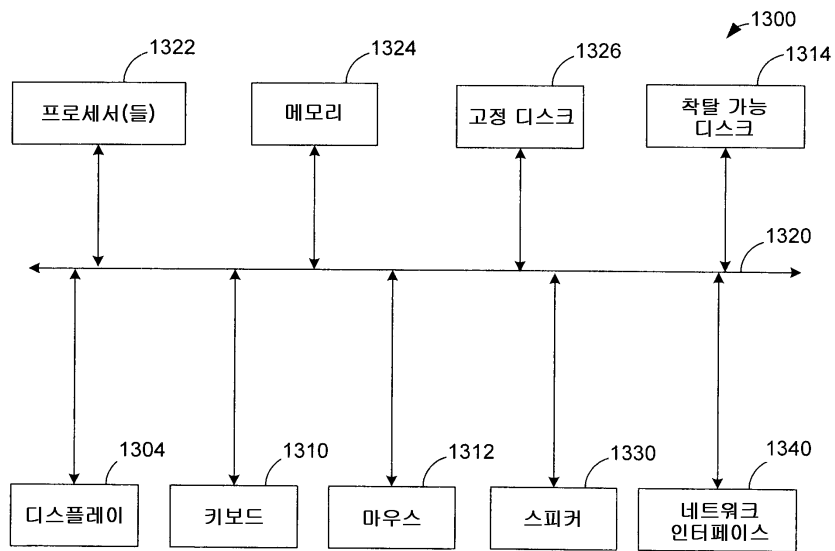 1300
1322
1324
1326
1314
프로세서(들)
메모리
고정 디스크
착탈 가능
디스크
1320
1304
1310
1312
1330
1340
디스플레이
키보드
마우스
스피커
네트워크
인터페이스